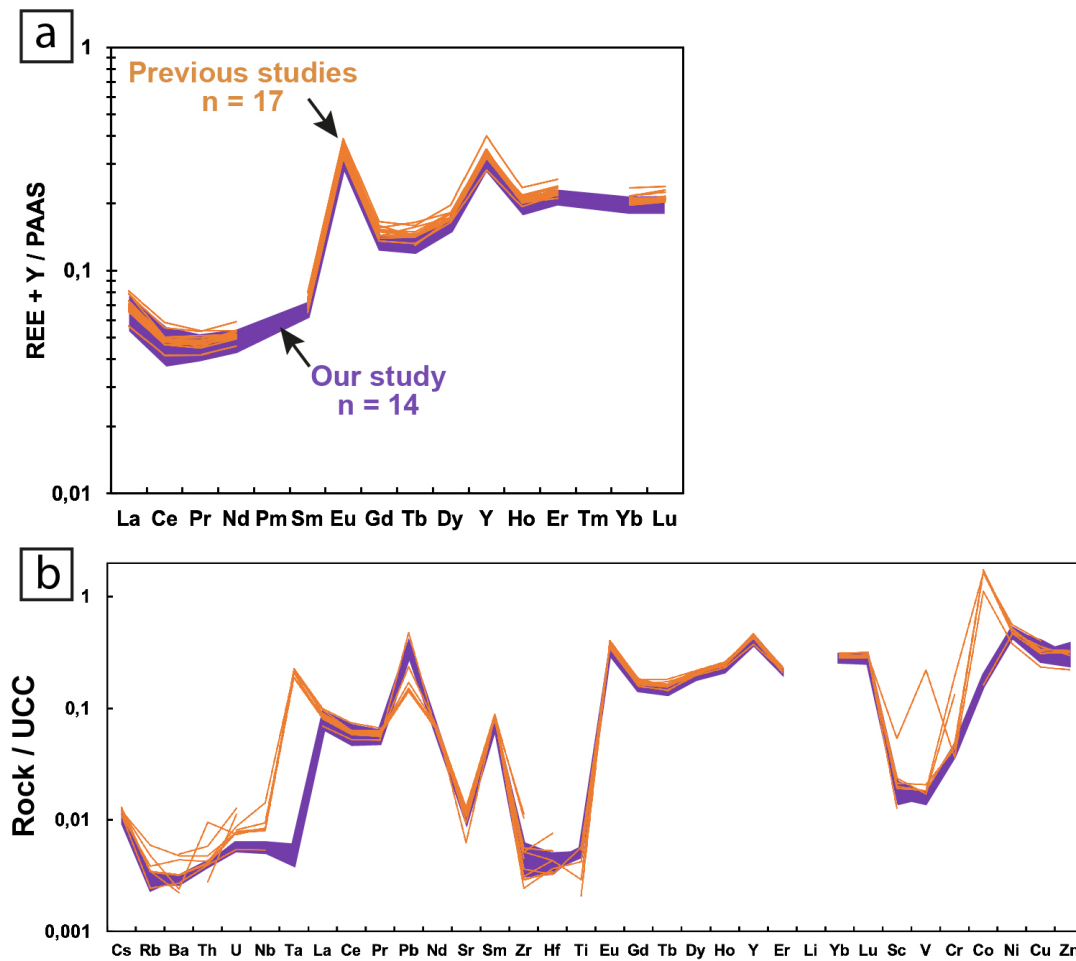 a
1
Previous studies
n = 17
REE + Y / PAAS
0,1
Our study
n = 14
0,01
La Ce Pr Nd Pm Sm Eu Gd Tb Dy Y Ho Er Tm Yb Lu
b
1
Rock / UCC
0,1
0,01
0,001
Cs Rb Ba Th U Nb Ta La Ce Pr Pb Nd Sr Sm Zr Hf Ti Eu Gd Tb Dy Ho Y Er Li Yb Lu Sc V Cr Co Ni Cu Zn